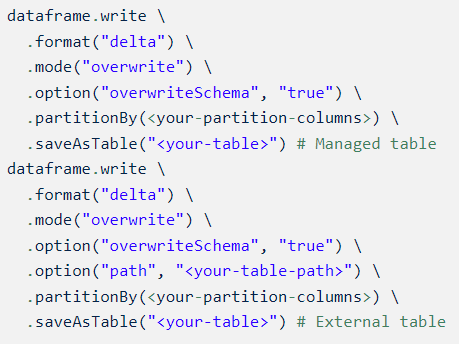 dataframe.write \
  .format("delta") \
  .mode("overwrite") \
  .option("overwriteSchema", "true") \
  .partitionBy(<your-partition-columns>) \
  .saveAsTable("<your-table>") # Managed table
dataframe.write \
  .format("delta") \
  .mode("overwrite") \
  .option("overwriteSchema", "true") \
  .option("path", "<your-table-path>") \
  .partitionBy(<your-partition-columns>) \
  .saveAsTable("<your-table>") # External table